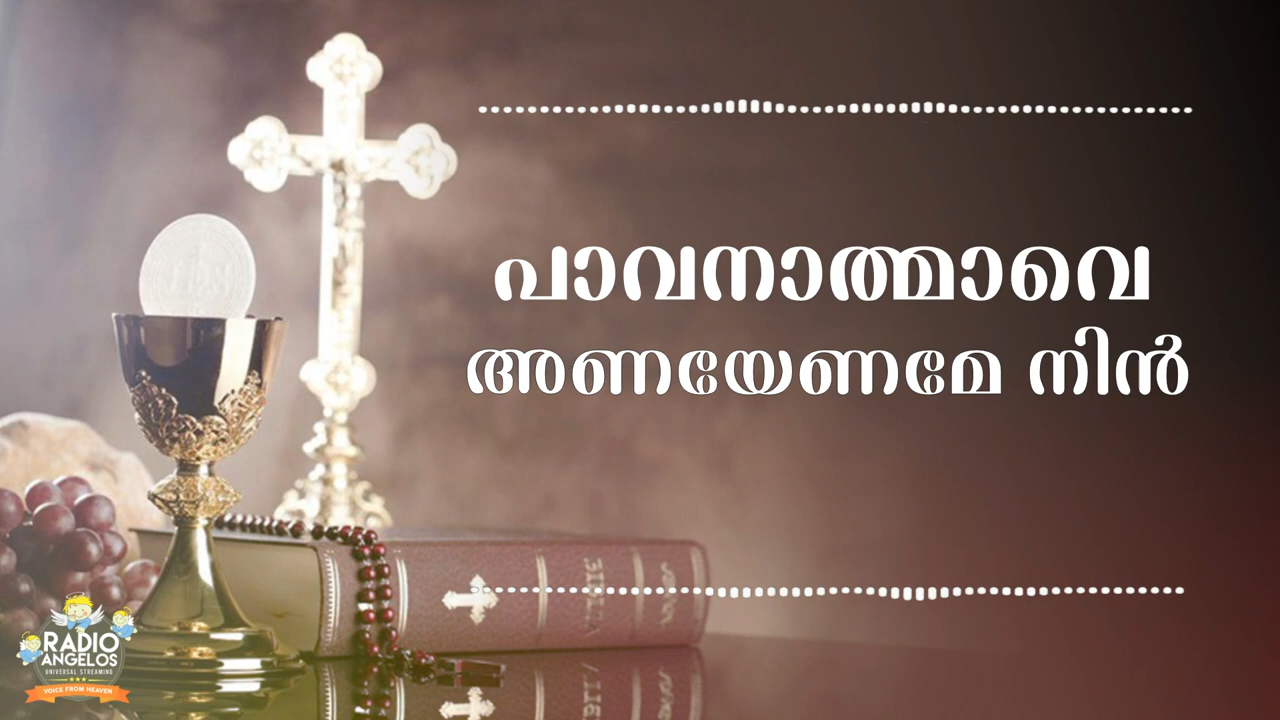 പാവനാത്മാവെ
അണയേണമേ നിൻ
RADIO
ANGELOS
UNIVERSAL STREAMING
VOICE FROM HEAVEN